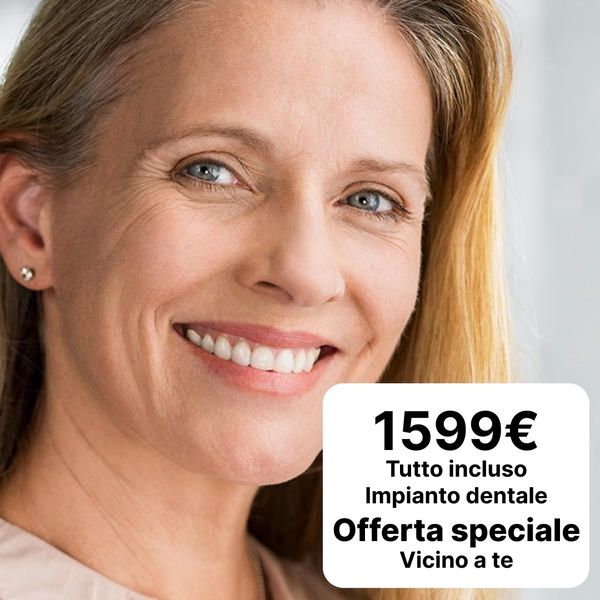 1599€
Tutto incluso
Impianto dentale
Offerta speciale
Vicino a te